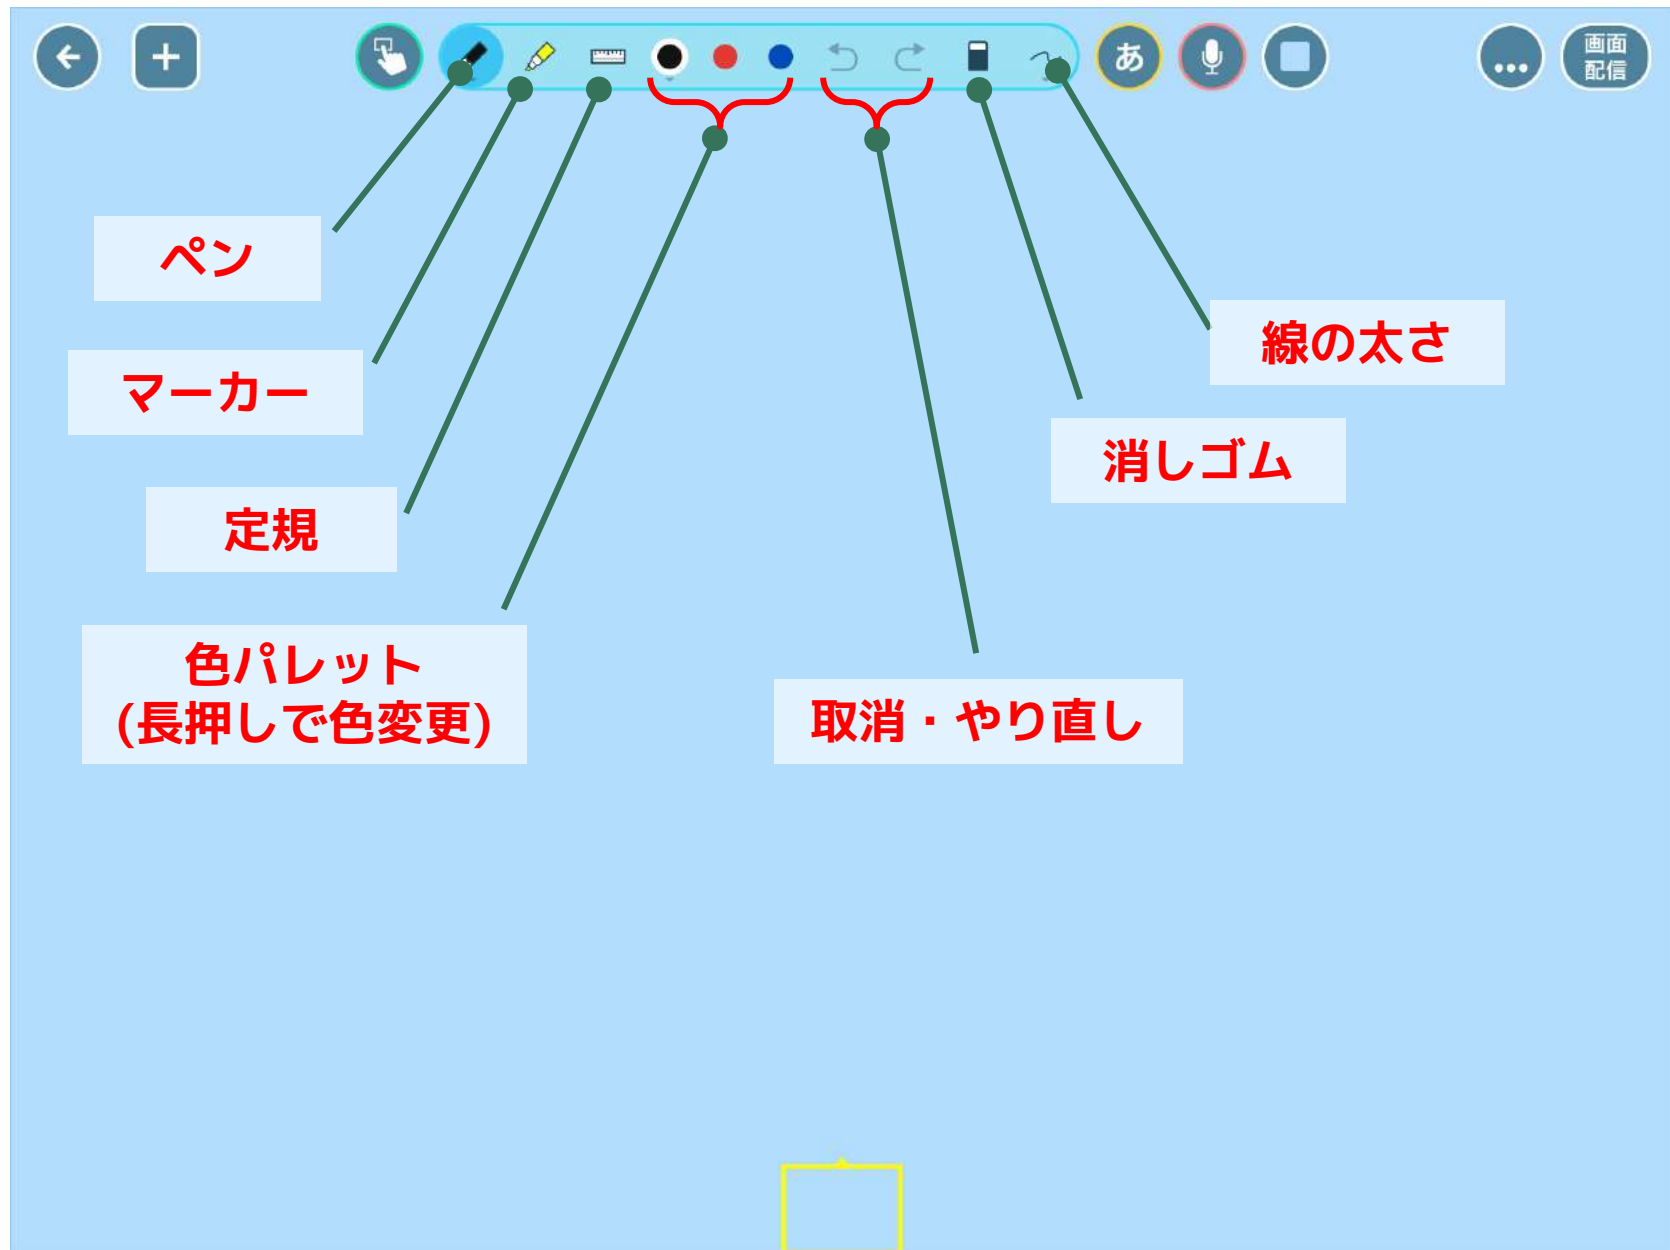 あ
画面
配信
ペン
マーカー
定規
色パレット
(長押しで色変更)
取消・やり直し
消しゴム
線の太さ